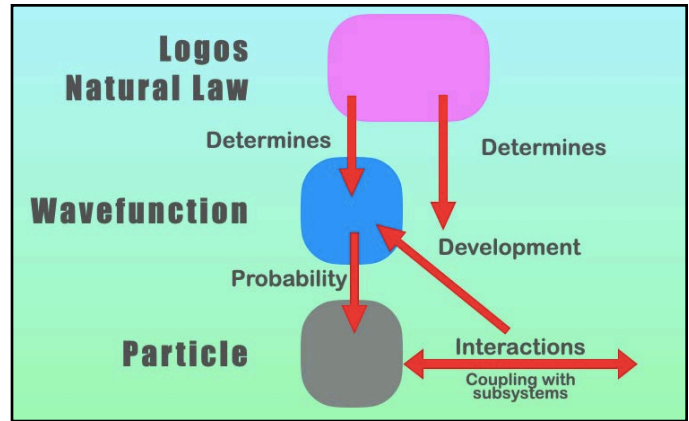 Logos
Natural Law
Determines
Determines
Wavefunction
Development
Probability
Particle
Interactions
Coupling with
subsystems